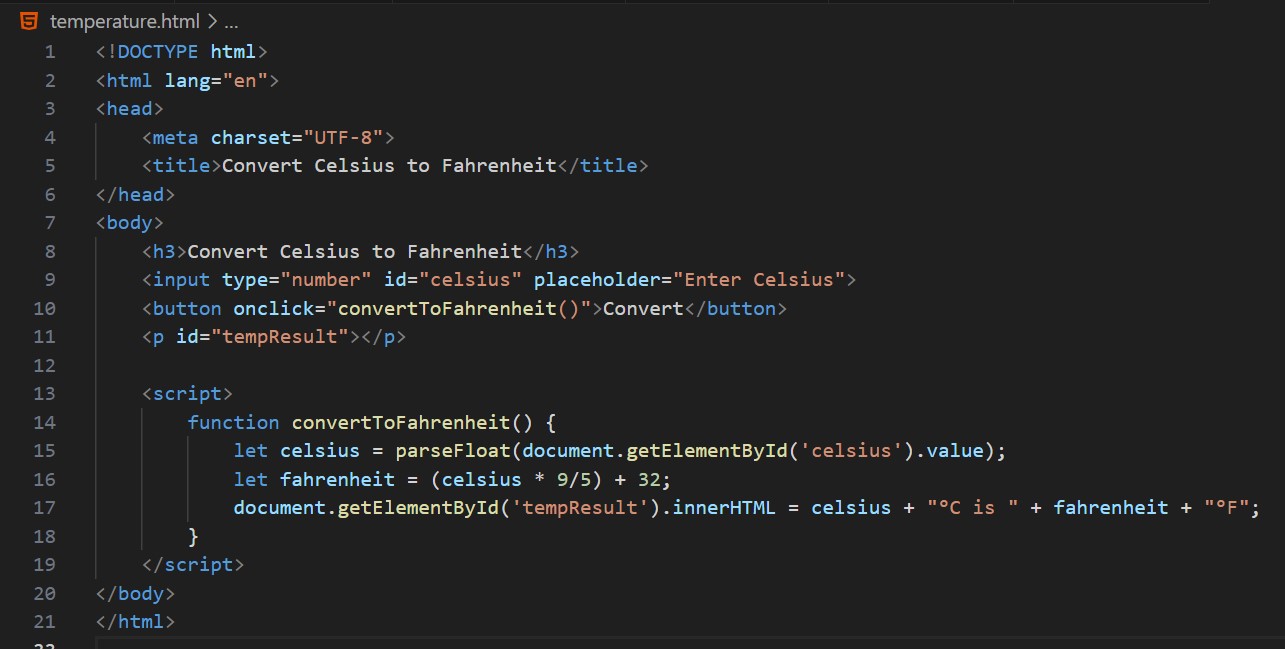 temperature.html > ...
1 <!DOCTYPE html>
2 <html lang="en">
3 <head>
4     <meta charset="UTF-8">
5     <title>Convert Celsius to Fahrenheit</title>
6 </head>
7 <body>
8     <h3>Convert Celsius to Fahrenheit</h3>
9     <input type="number" id="celsius" placeholder="Enter Celsius">
10     <button onclick="convertToFahrenheit()">Convert</button>
11     <p id="tempResult"></p>
12
13     <script>
14         function convertToFahrenheit() {
15             let celsius = parseFloat(document.getElementById('celsius').value);
16             let fahrenheit = (celsius * 9/5) + 32;
17             document.getElementById('tempResult').innerHTML = celsius + "°C is " + fahrenheit + "°F";
18         }
19     </script>
20 </body>
21 </html>
22